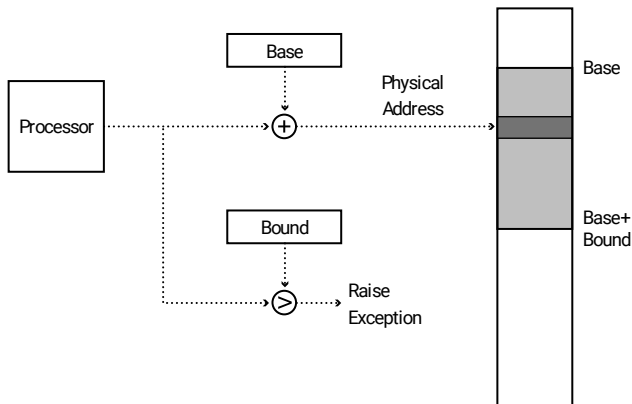 Base
Processor
+
Physical
Address
Base
Bound
>
Raise
Exception
Base+
Bound